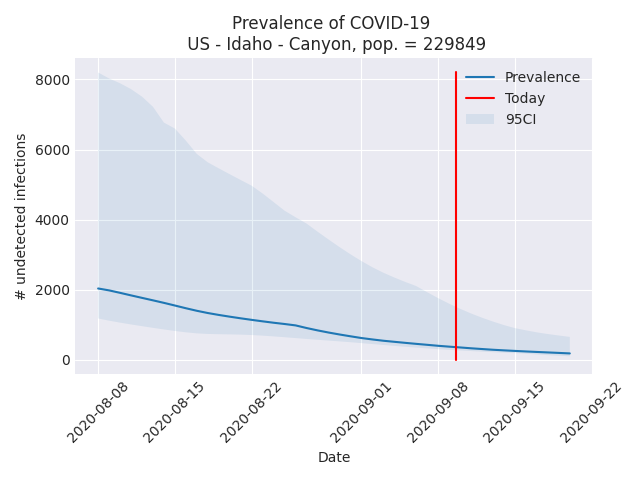 Prevalence of COVID-19
US - Idaho - Canyon, pop. = 229849
Prevalence
Today
95CI
# undetected infections
8000
6000
4000
2000
0
2020-08-08
2020-08-15
2020-08-22
2020-09-01
2020-09-08
2020-09-15
2020-09-22
Date